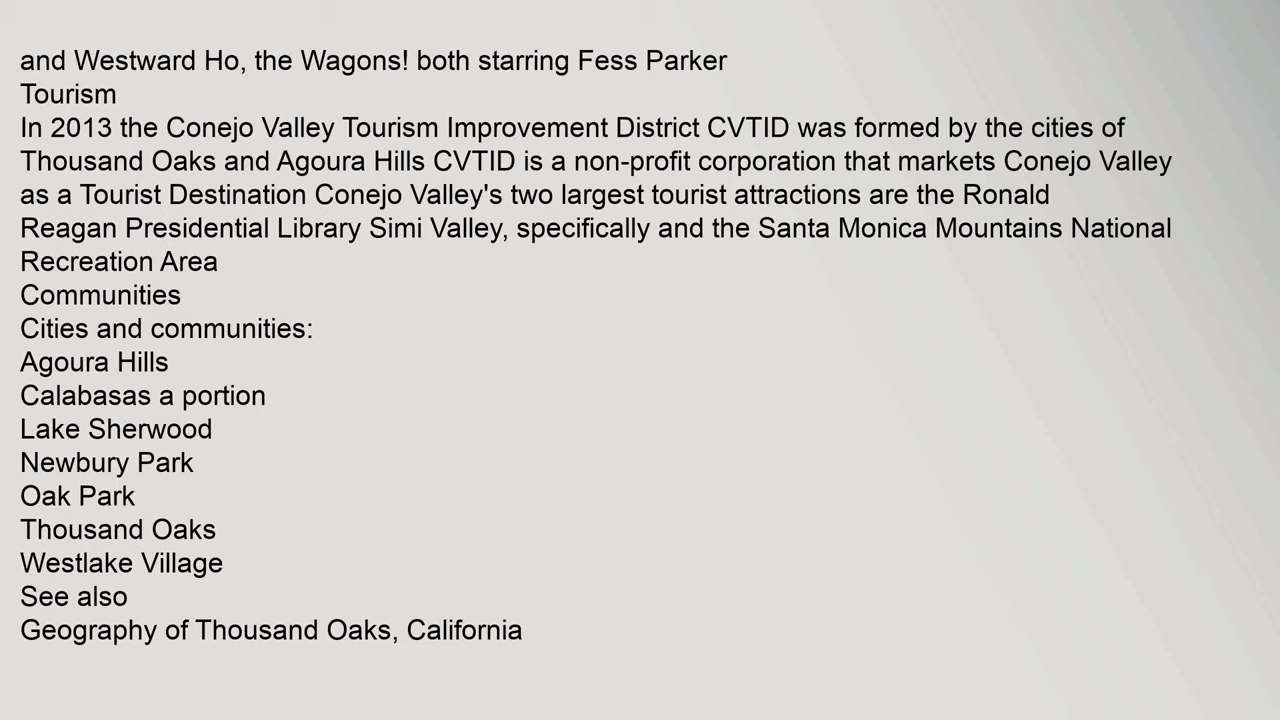 and Westward Ho, the Wagons! both starring Fess Parker
Tourism
In 2013 the Conejo Valley Tourism Improvement District CVTID was formed by the cities of
Thousand Oaks and Agoura Hills CVTID is a non-profit corporation that markets Conejo Valley
as a Tourist Destination Conejo Valley's two largest tourist attractions are the Ronald
Reagan Presidential Library Simi Valley, specifically and the Santa Monica Mountains National
Recreation Area
Communities
Cities and communities:
Agoura Hills
Calabasas a portion
Lake Sherwood
Newbury Park
Oak Park
Thousand Oaks
Westlake Village
See also
Geography of Thousand Oaks, California